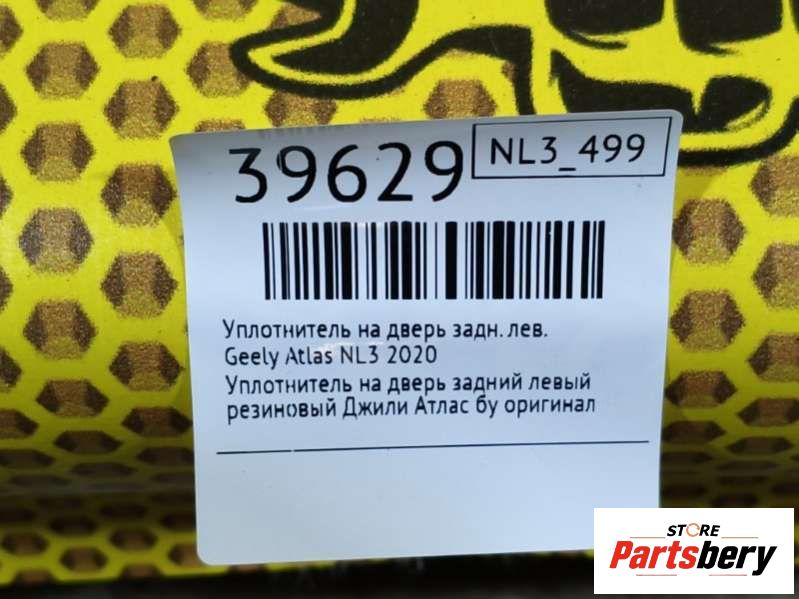 39629
NL3_499
Уплотнитель на дверь задн. лев.
Geely Atlas NL3 2020
Уплотнитель на дверь задний левый
резиновый Джили Атлас бу оригинал
STORE
Partsbery